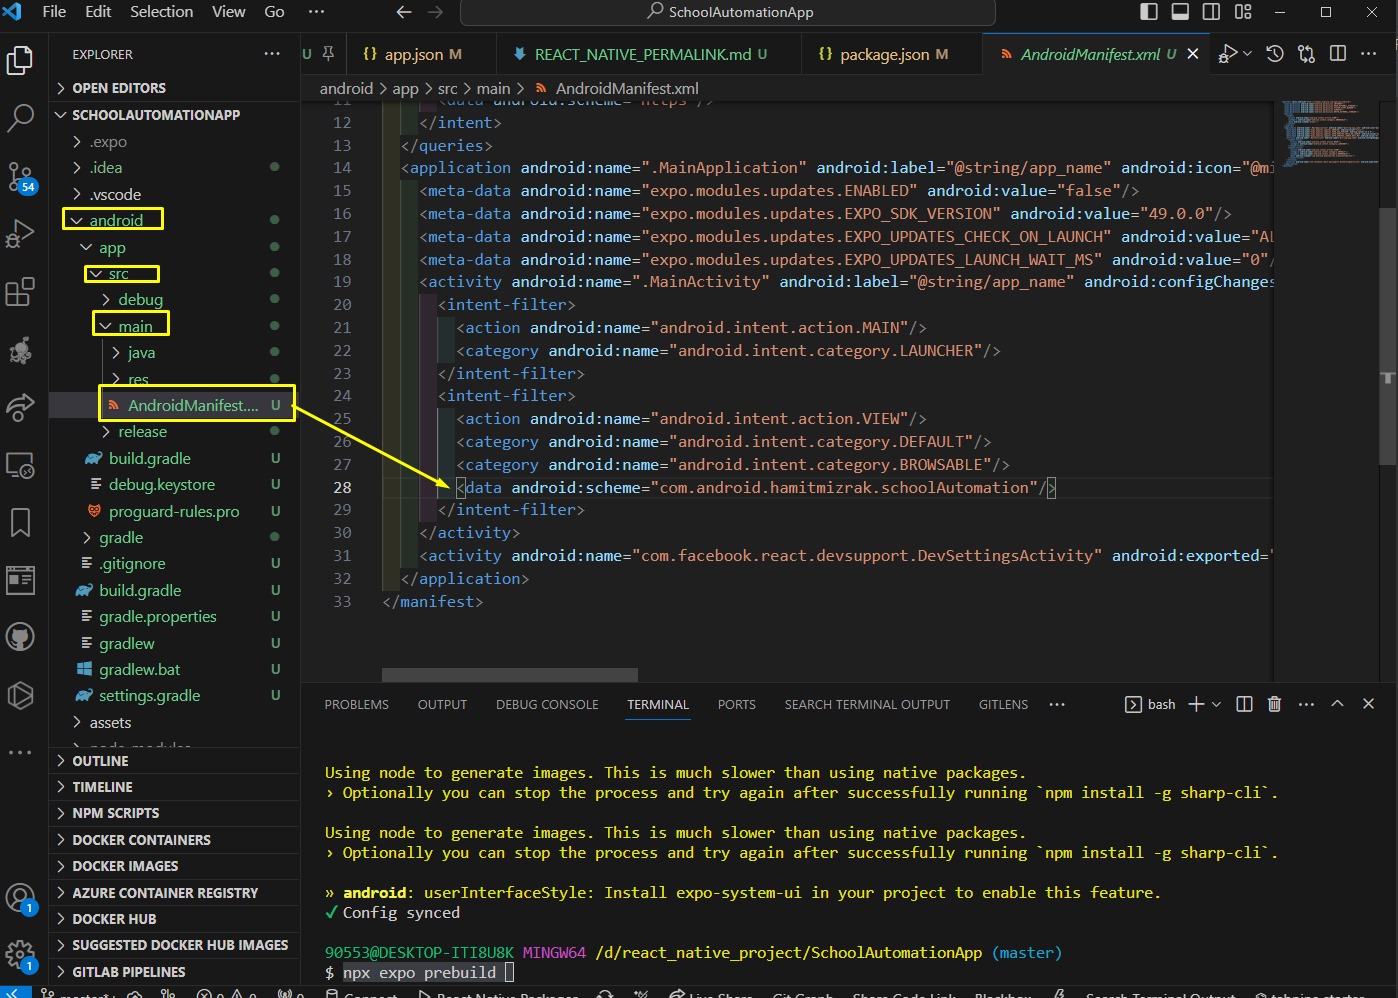 File Edit Selection View Go ··· SchoolAutomationApp
EXPLORER
OPEN EDITORS
SCHOOLAUTOMATIONAPP
.expo
.idea
.vscode
android
app
src
debug
main
java
res
AndroidManifest.... U
release
build.gradle U
debug.keystore U
proguard-rules.pro U
gradle
.gitignore U
build.gradle U
gradle.properties U
gradlew U
gradlew.bat U
settings.gradle U
assets
OUTLINE
TIMELINE
NPM SCRIPTS
DOCKER CONTAINERS
DOCKER IMAGES
AZURE CONTAINER REGISTRY
DOCKER HUB
SUGGESTED DOCKER HUB IMAGES
GITLAB PIPELINES
54
1
1
U {} app.json M REACT_NATIVE_PERMALINK.md U {} package.json M AndroidManifest.xml U
android > app > src > main > AndroidManifest.xml
11 <data android:scheme="https"/>
12 </intent>
13 </queries>
14 <application android:name=".MainApplication" android:label="@string/app_name" android:icon="@mi
15 <meta-data android:name="expo.modules.updates.ENABLED" android:value="false"/>
16 <meta-data android:name="expo.modules.updates.EXPO_SDK_VERSION" android:value="49.0.0"/>
17 <meta-data android:name="expo.modules.updates.EXPO_UPDATES_CHECK_ON_LAUNCH" android:value="AL
18 <meta-data android:name="expo.modules.updates.EXPO_UPDATES_LAUNCH_WAIT_MS" android:value="0"/
19 <activity android:name=".MainActivity" android:label="@string/app_name" android:configChanges
20 <intent-filter>
21 <action android:name="android.intent.action.MAIN"/>
22 <category android:name="android.intent.category.LAUNCHER"/>
23 </intent-filter>
24 <intent-filter>
25 <action android:name="android.intent.action.VIEW"/>
26 <category android:name="android.intent.category.DEFAULT"/>
27 <category android:name="android.intent.category.BROWSABLE"/>
28 <data android:scheme="com.android.hamitmizrak.schoolAutomation"/>
29 </intent-filter>
30 </activity>
31 <activity android:name="com.facebook.react.devsupport.DevSettingsActivity" android:exported="
32 </application>
33 </manifest>
PROBLEMS OUTPUT DEBUG CONSOLE TERMINAL PORTS SEARCH TERMINAL OUTPUT GITLENS ··· bash
Using node to generate images. This is much slower than using native packages.
› Optionally you can stop the process and try again after successfully running `npm install -g sharp-cli`.
Using node to generate images. This is much slower than using native packages.
› Optionally you can stop the process and try again after successfully running `npm install -g sharp-cli`.
» android: userInterfaceStyle: Install expo-system-ui in your project to enable this feature.
✓ Config synced
90553@DESKTOP-ITI8U8K MINGW64 /d/react_native_project/SchoolAutomationApp (master)
$ npx expo prebuild